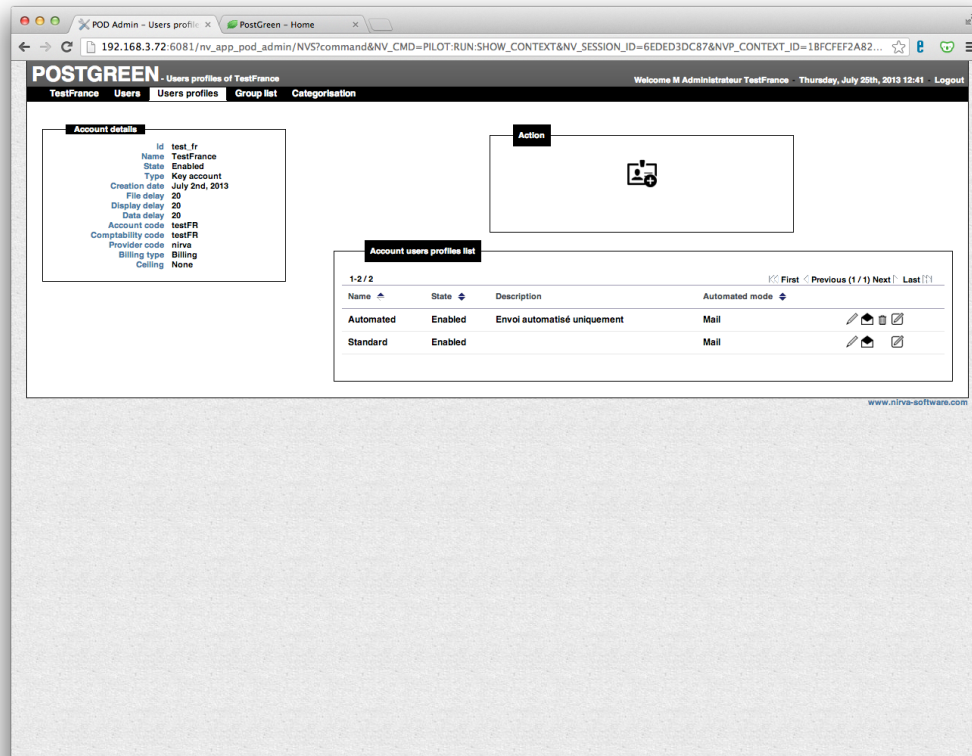 POD Admin - Users profile
PostGreen - Home
192.168.3.72:6081/nv_app_pod_admin/NVS?command&NV_CMD=PILOT:RUN:SHOW_CONTEXT&NV_SESSION_ID=6EDED3DC87&NVP_CONTEXT_ID=1BFCFEF2A82...
POSTGREEN - Users profiles of TestFrance
Welcome M Administrateur TestFrance - Thursday, July 25th, 2013 12:41 - Logout
TestFrance Users Users profiles Group list Categorisation
Account details
Id test_fr
Name TestFrance
State Enabled
Type Key account
Creation date July 2nd, 2013
File delay 20
Display delay 20
Data delay 20
Account code testFR
Comptability code testFR
Provider code nirva
Billing type Billing
Ceiling None
Action
Account users profiles list
1-2 / 2
First Previous (1 / 1) Next Last
Name State Description Automated mode
Automated Enabled Envoi automatisé uniquement Mail
Standard Enabled Mail
www.nirva-software.com